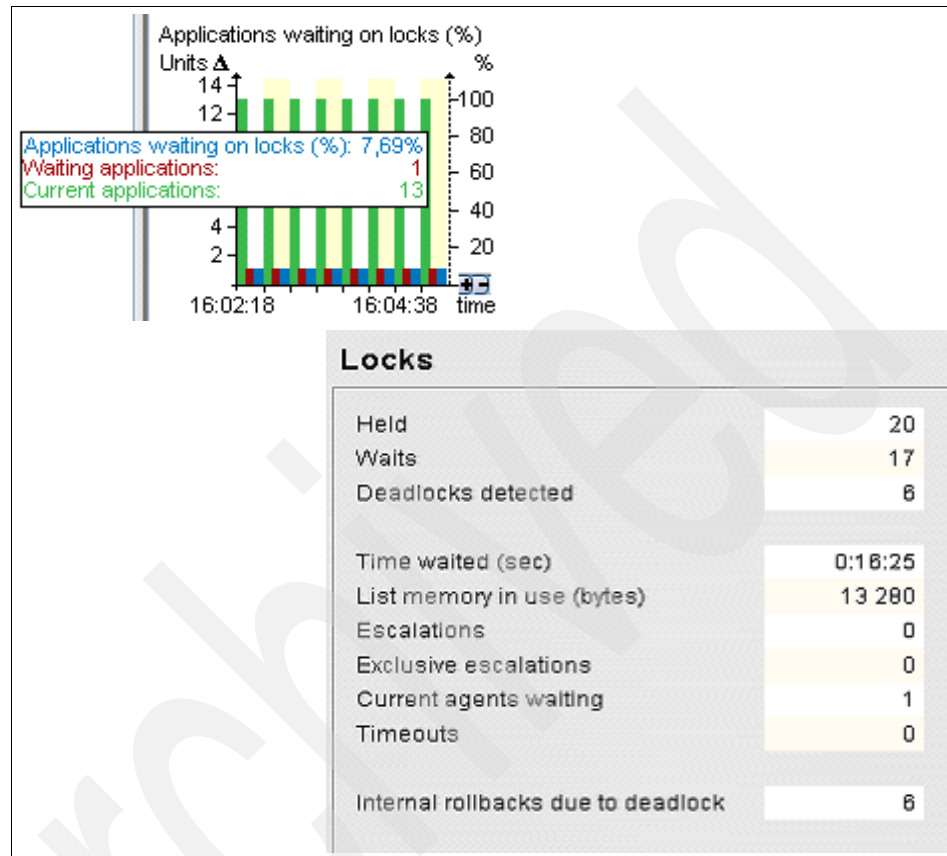 Applications waiting on locks (%)
Units Δ %
14
12
100
80
Applications waiting on locks (%): 7,69%
Waiting applications: 1
Current applications: 13
60
40
4
2
20
16:02:18 16:04:38 time
Locks
Held 20
Waits 17
Deadlocks detected 6
Time waited (sec) 0:16:25
List memory in use (bytes) 13 280
Escalations 0
Exclusive escalations 0
Current agents waiting 1
Timeouts 0
Internal rollbacks due to deadlock 6